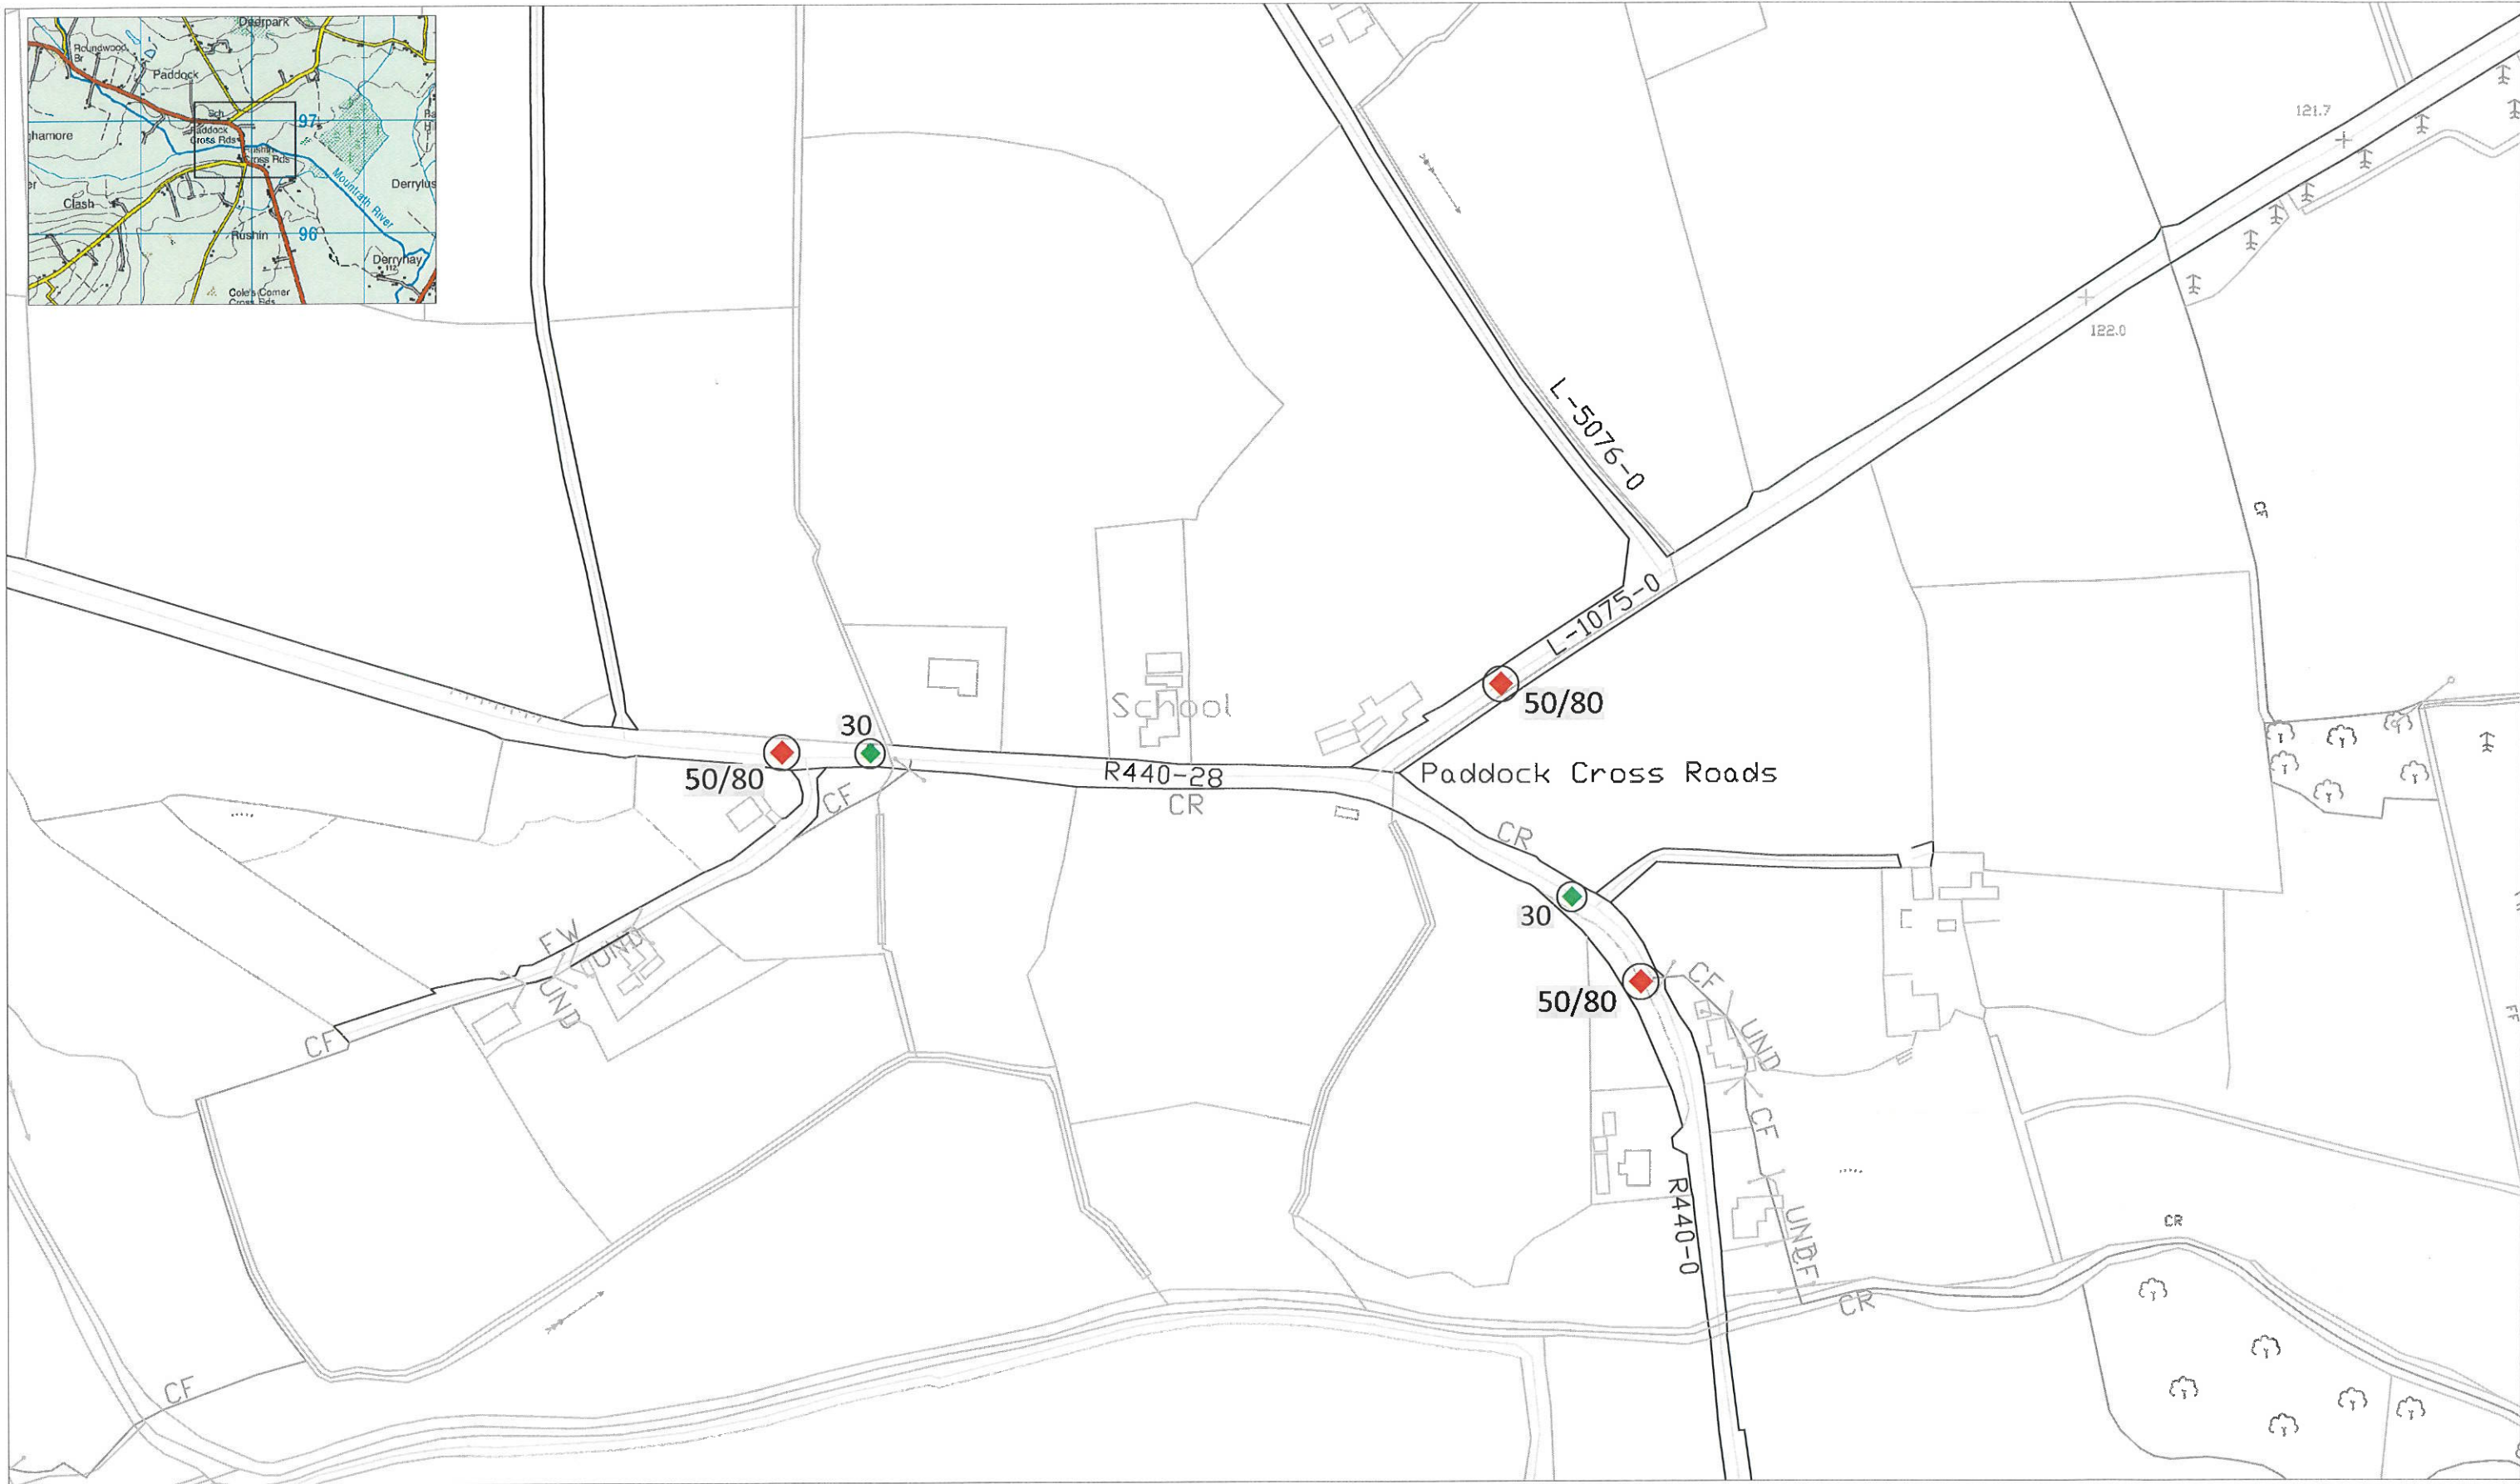 Deerpark
Roundwood
Br
Paddock
Sch
97
Paddock
Cross Rds
Cross Rds
Mountrath River
Clash
Rushin
96
Derryhay
112
Cole's Corner
Cross Rds
121.7
122.0
L-5076-0
CF
L-1075-0
50/80
School
30
50/80
R440-28
CR
Paddock Cross Roads
CF
CR
30
FW
UND
UND
CF
50/80
CF
UND
CF
R440-0
UND
CF
CR
CR
CF
FF